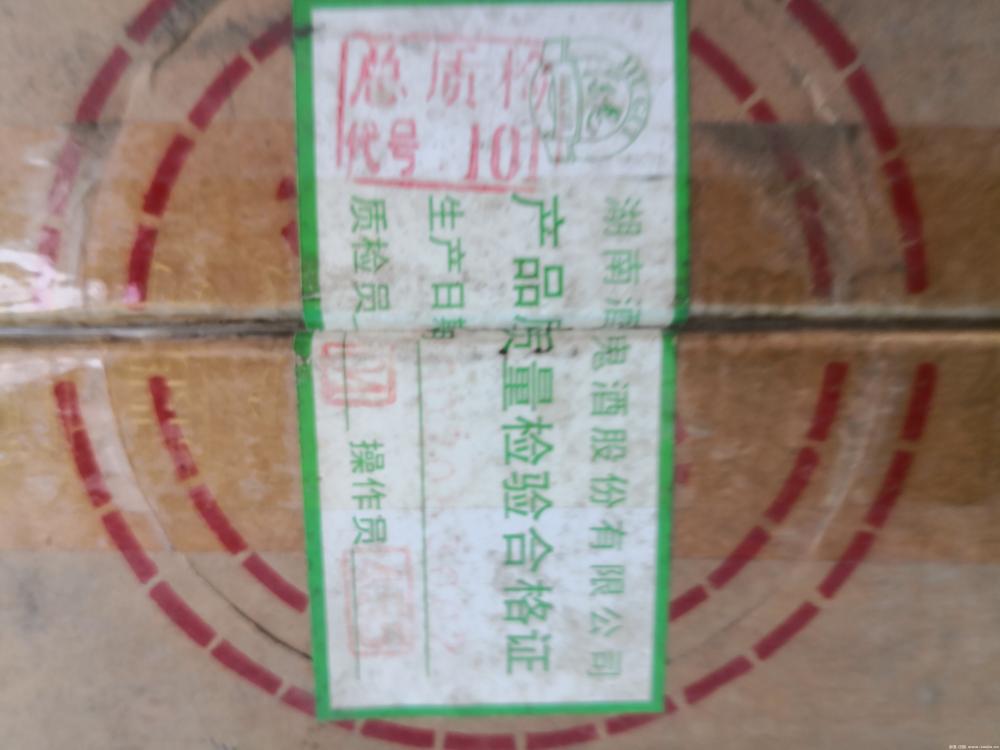 湖南酒鬼酒股份有限公司
产品质量检验合格证
生产日期
质检员 操作员
总质检
代号 101